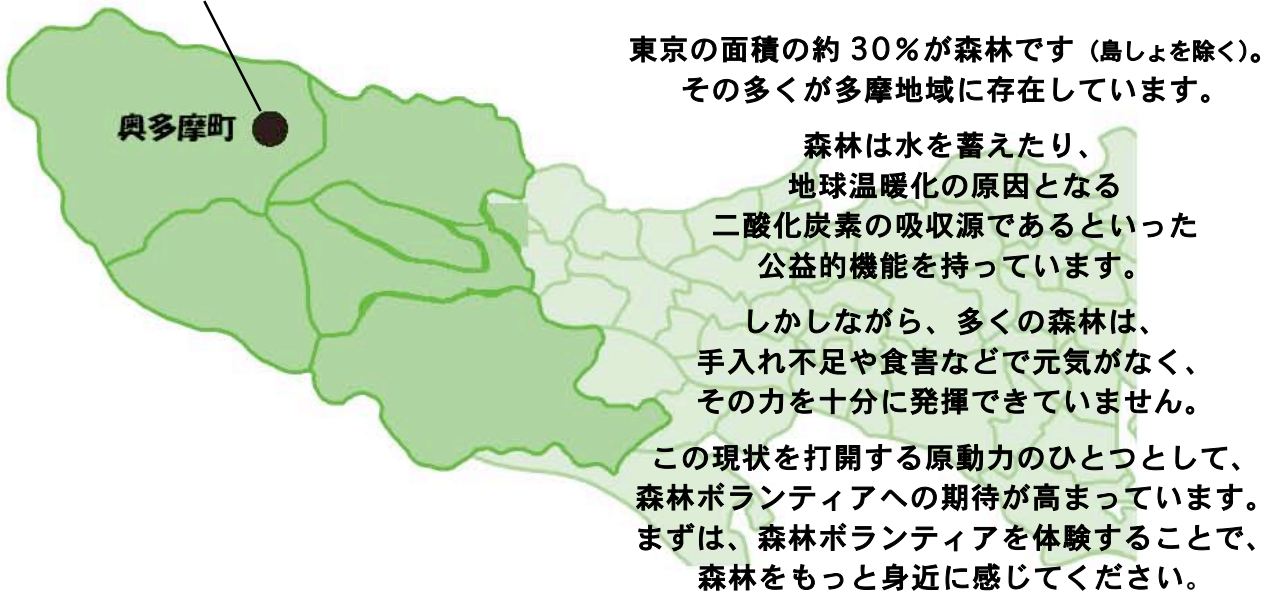 奥多摩町
東京の面積の約30％が森林です（島しょを除く）。
その多くが多摩地域に存在しています。
森林は水を蓄えたり、
地球温暖化の原因となる
二酸化炭素の吸収源であるといった
公益的機能を持っています。
しかしながら、多くの森林は、
手入れ不足や食害などで元気がなく、
その力を十分に発揮できていません。
この現状を打開する原動力のひとつとして、
森林ボランティアへの期待が高まっています。
まずは、森林ボランティアを体験することで、
森林をもっと身近に感じてください。